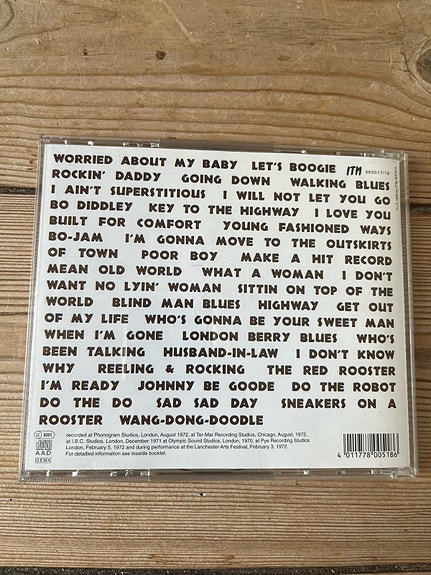 WORRIED ABOUT MY BABY LET'S BOOGIE ITM 960017/18
ROCKIN' DADDY GOING DOWN WALKING BLUES
I AIN'T SUPERSTITIOUS I WILL NOT LET YOU GO
BO DIDDLEY KEY TO THE HIGHWAY I LOVE YOU
BUILT FOR COMFORT YOUNG FASHIONED WAYS
BO-JAM I'M GONNA MOVE TO THE OUTSKIRTS
OF TOWN POOR BOY MAKE A HIT RECORD
MEAN OLD WORLD WHAT A WOMAN I DON'T
WANT NO LYIN' WOMAN SITTIN ON TOP OF THE
WORLD BLIND MAN BLUES HIGHWAY GET OUT
OF MY LIFE WHO'S GONNA BE YOUR SWEET MAN
WHEN I'M GONE LONDON BERRY BLUES WHO'S
BEEN TALKING HUSBAND-IN-LAW I DON'T KNOW
WHY REELING & ROCKING THE RED ROOSTER
I'M READY JOHNNY BE GOODE DO THE ROBOT
DO THE DO SAD SAD DAY SNEAKERS ON A
ROOSTER WANG-DANG-DOODLE
recorded at Phonogram Studios, London, August 1972, at Ter-Mar Recording Studios, Chicago, August, 1972,
at I.B.C. Studios, London, December 1971 at Olympic Sound Studios, London, 1970, at Pye Recording Studios
London, February 5, 1972 and during performance at the Lanchester Arts Festival, February 3, 1972.
For detailed information see inside booklet.
AAD
GEMA
4 011778 005186